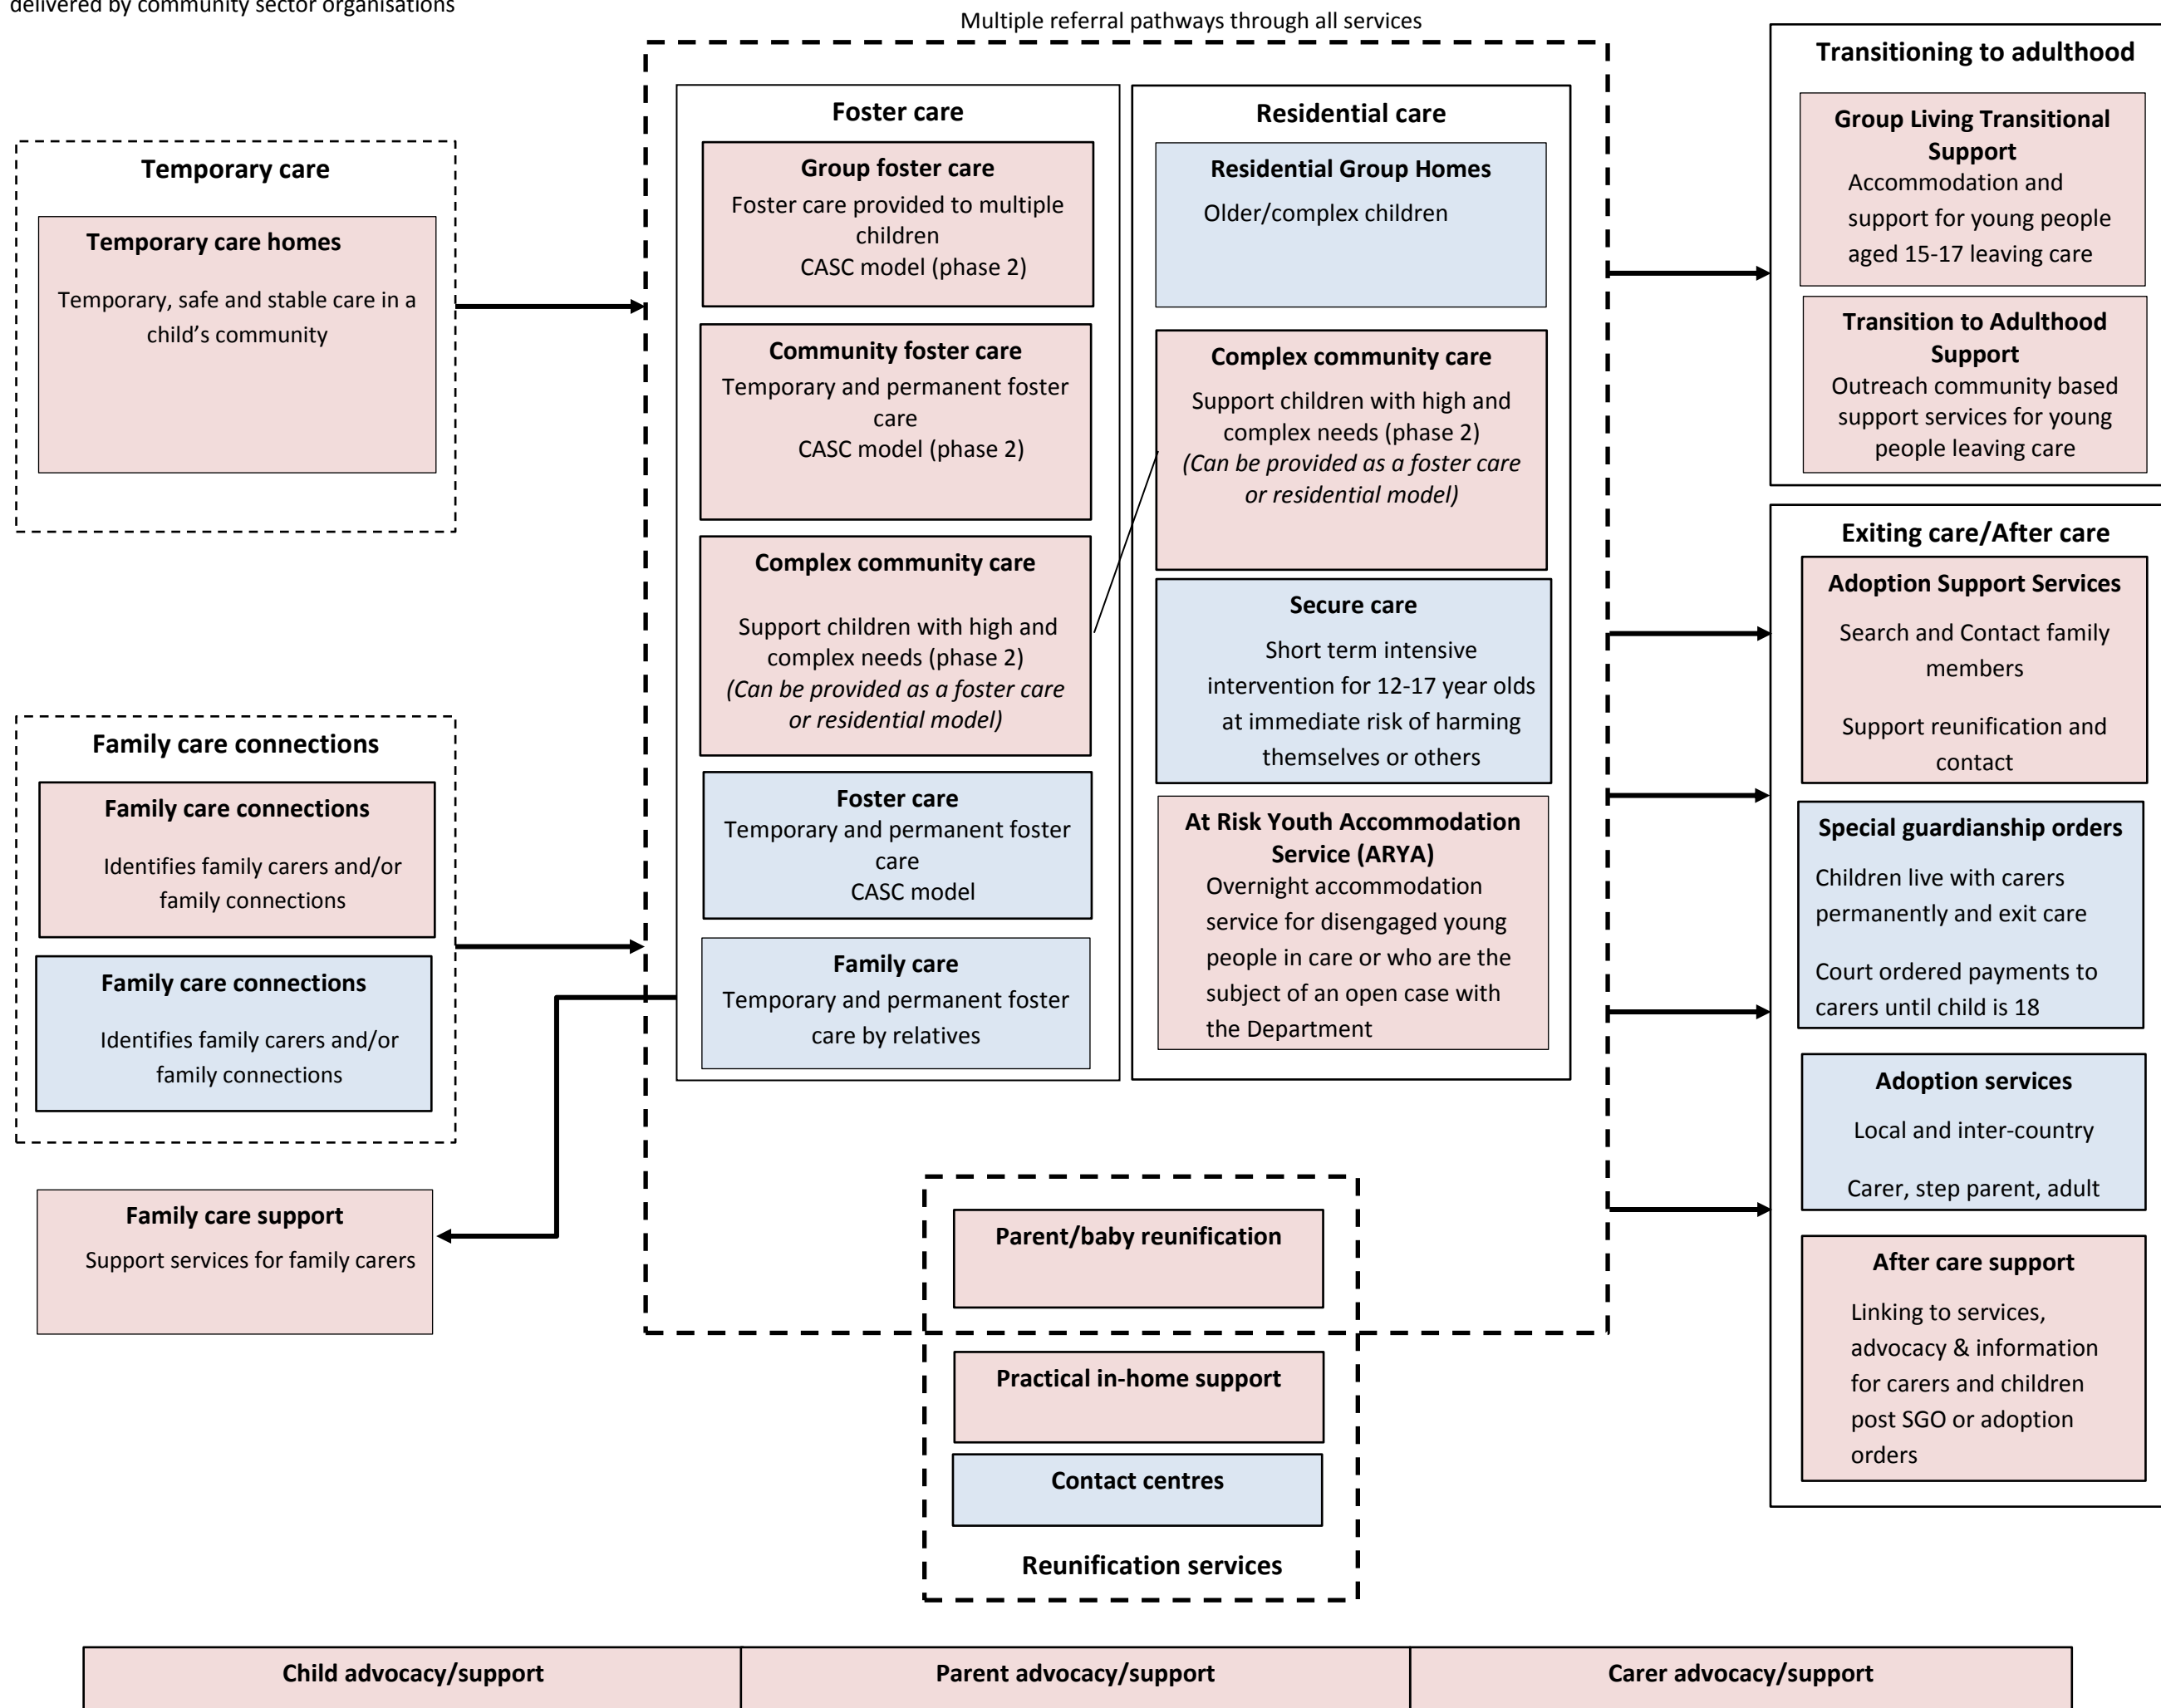 delivered by community sector organisations
Multiple referral pathways through all services
Temporary care
Temporary care homes
Temporary, safe and stable care in a
child’s community
Family care connections
Family care connections
Identifies family carers and/or
family connections
Family care connections
Identifies family carers and/or
family connections
Family care support
Support services for family carers
Foster care
Group foster care
Foster care provided to multiple
children
CASC model (phase 2)
Community foster care
Temporary and permanent foster
care
CASC model (phase 2)
Complex community care
Support children with high and
complex needs (phase 2)
(Can be provided as a foster care
or residential model)
Foster care
Temporary and permanent foster
care
CASC model
Family care
Temporary and permanent foster
care by relatives
Residential care
Residential Group Homes
Older/complex children
Complex community care
Support children with high and
complex needs (phase 2)
(Can be provided as a foster care
or residential model)
Secure care
Short term intensive
intervention for 12-17 year olds
at immediate risk of harming
themselves or others
At Risk Youth Accommodation
Service (ARYA)
Overnight accommodation
service for disengaged young
people in care or who are the
subject of an open case with
the Department
Parent/baby reunification
Practical in-home support
Contact centres
Reunification services
Transitioning to adulthood
Group Living Transitional
Support
Accommodation and
support for young people
aged 15-17 leaving care
Transition to Adulthood
Support
Outreach community based
support services for young
people leaving care
Exiting care/After care
Adoption Support Services
Search and Contact family
members
Support reunification and
contact
Special guardianship orders
Children live with carers
permanently and exit care
Court ordered payments to
carers until child is 18
Adoption services
Local and inter-country
Carer, step parent, adult
After care support
Linking to services,
advocacy & information
for carers and children
post SGO or adoption
orders
Child advocacy/support
Parent advocacy/support
Carer advocacy/support